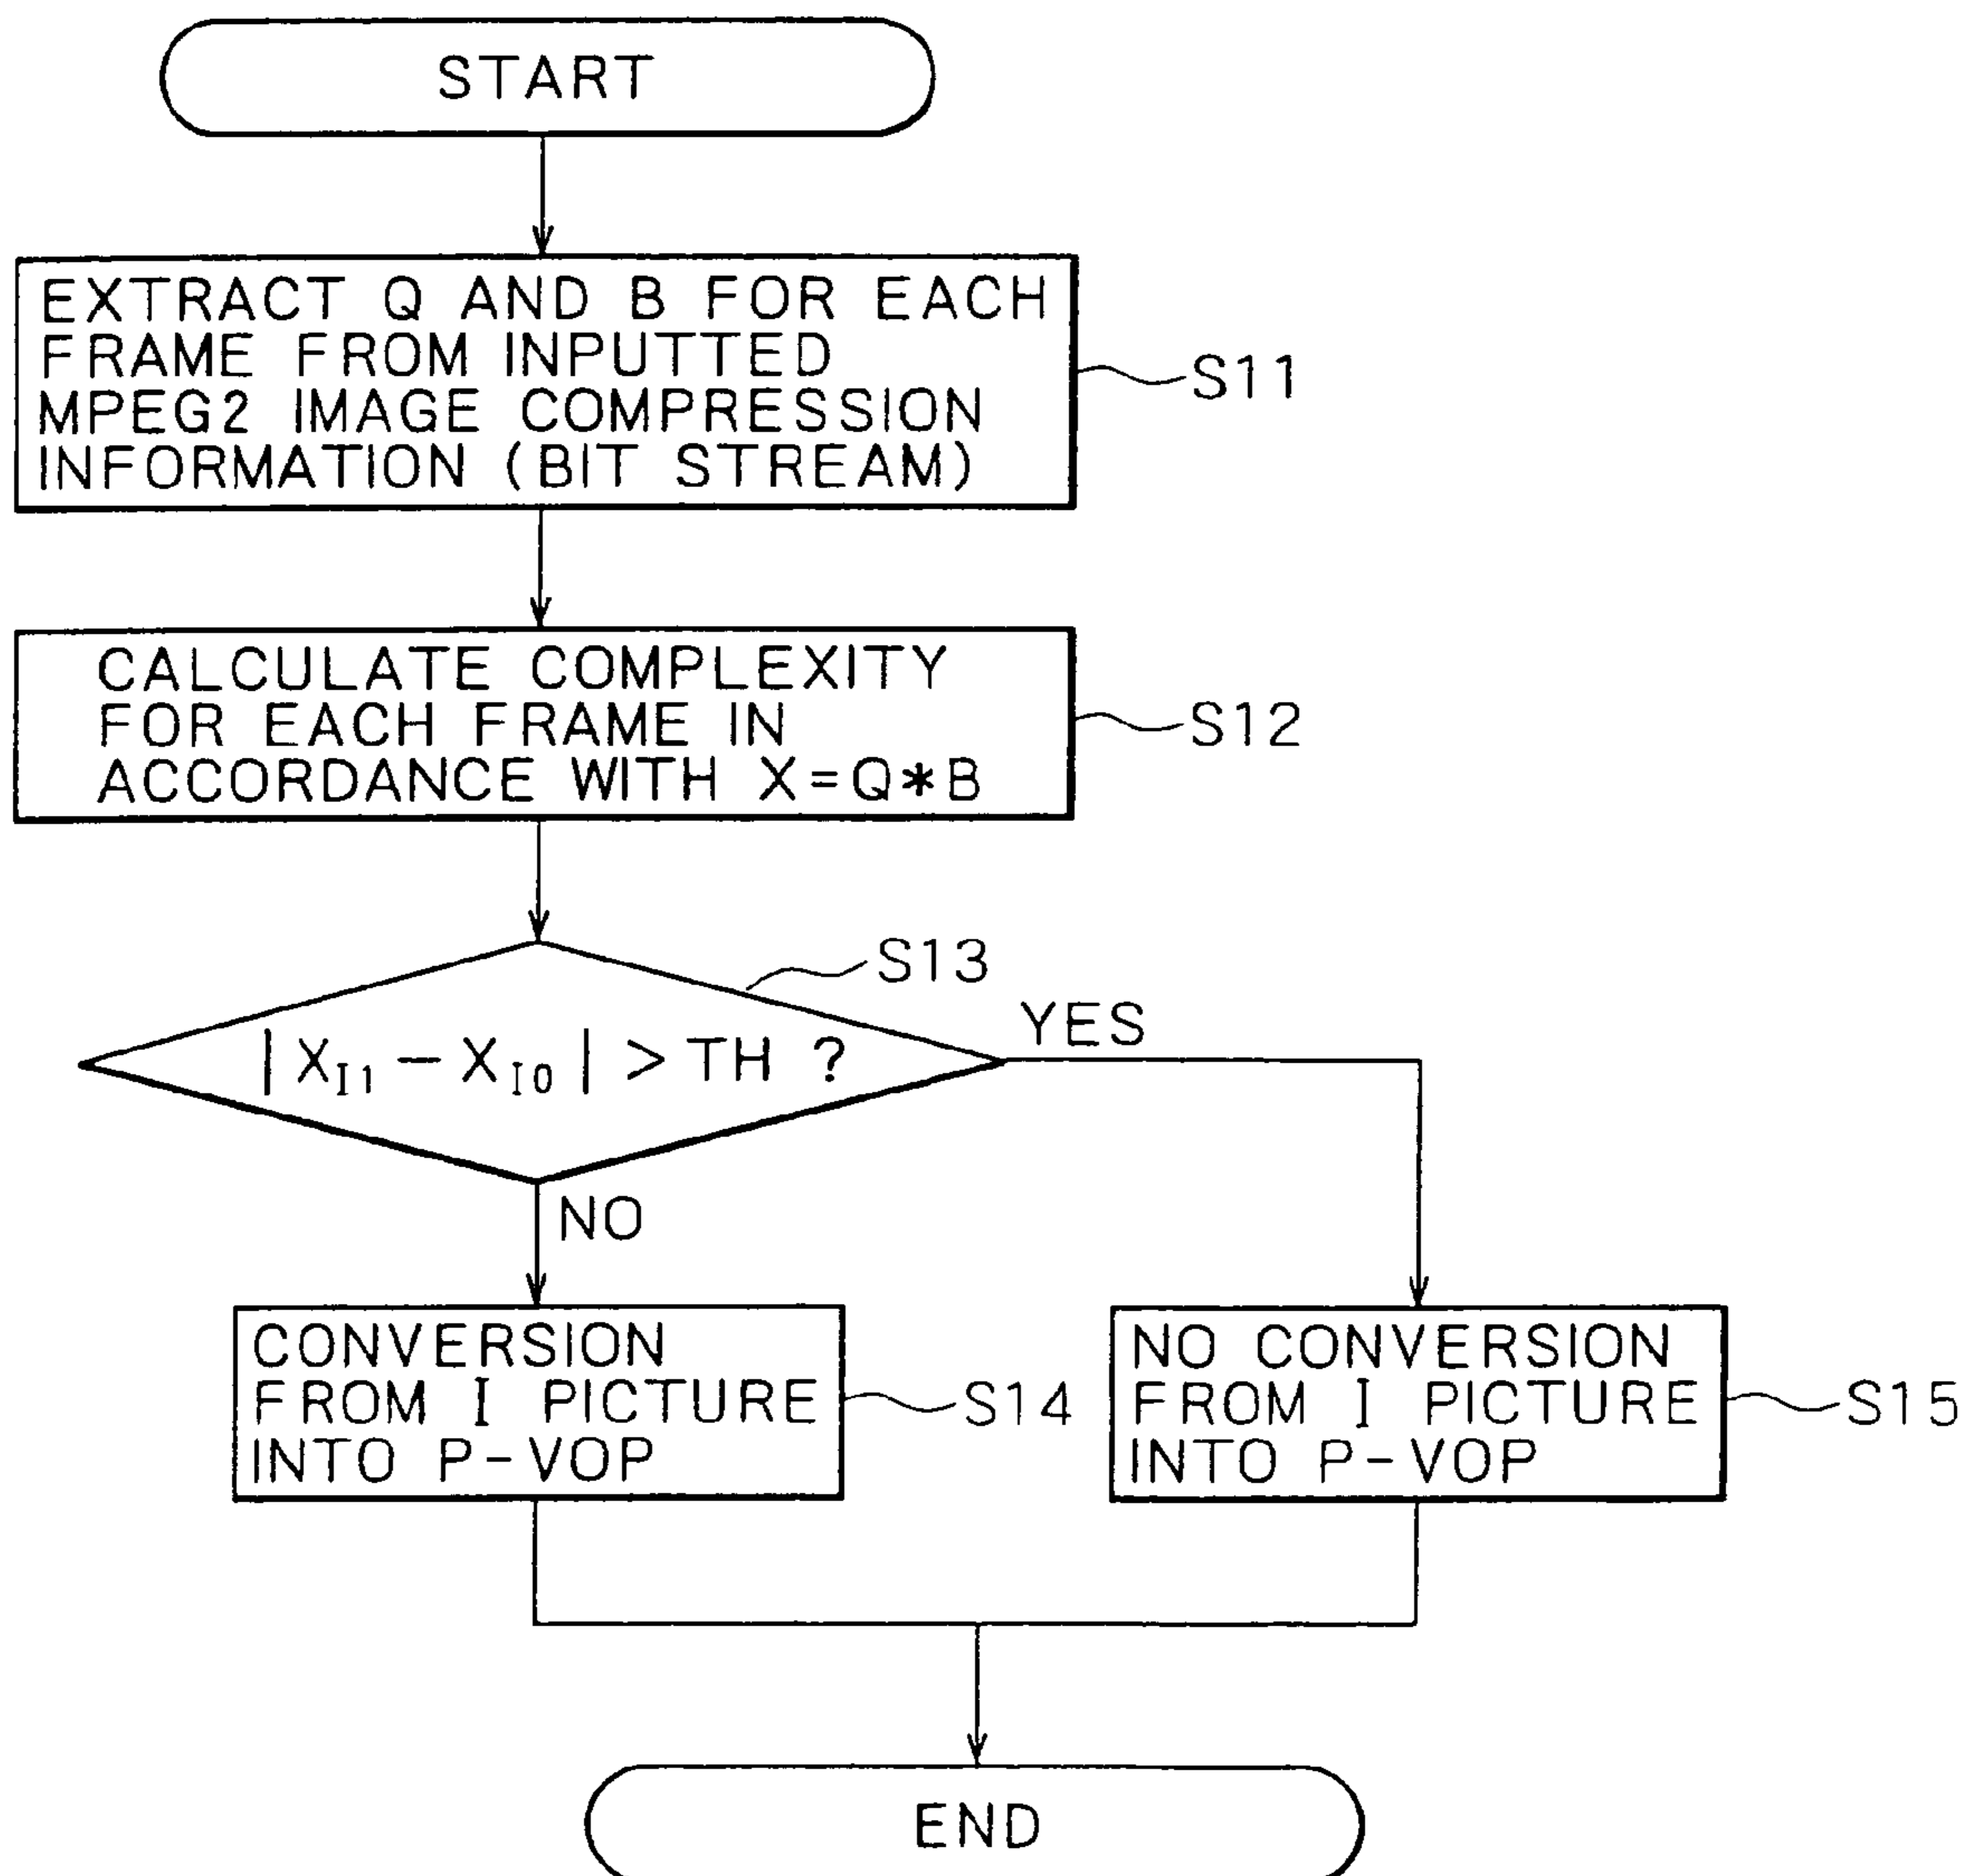 START
EXTRACT Q AND B FOR EACH
FRAME FROM INPUTTED
MPEG2 IMAGE COMPRESSION
INFORMATION (BIT STREAM)
S11
CALCULATE COMPLEXITY
FOR EACH FRAME IN
ACCORDANCE WITH X=Q*B
S12
S13
| X_I1 − X_I0 | > TH ?
YES
NO
CONVERSION
FROM I PICTURE
INTO P-VOP
S14
NO CONVERSION
FROM I PICTURE
INTO P-VOP
S15
END